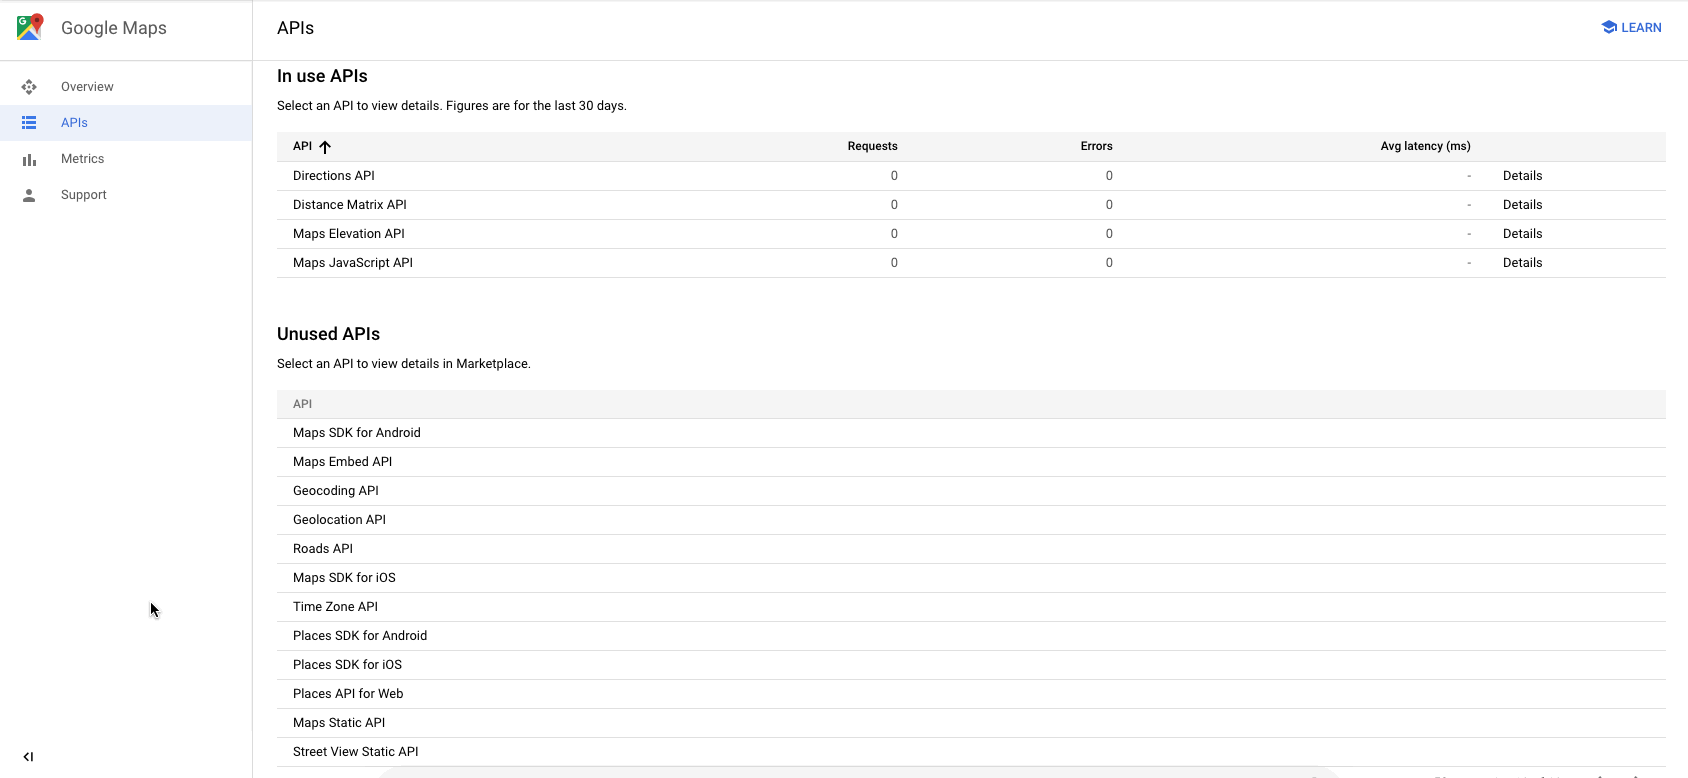 Google Maps
APIs
LEARN
Overview
APIs
Metrics
Support
In use APIs
Select an API to view details. Figures are for the last 30 days.
API Requests Errors Avg latency (ms)
Directions API 0 0 - Details
Distance Matrix API 0 0 - Details
Maps Elevation API 0 0 - Details
Maps JavaScript API 0 0 - Details
Unused APIs
Select an API to view details in Marketplace.
API
Maps SDK for Android
Maps Embed API
Geocoding API
Geolocation API
Roads API
Maps SDK for iOS
Time Zone API
Places SDK for Android
Places SDK for iOS
Places API for Web
Maps Static API
Street View Static API